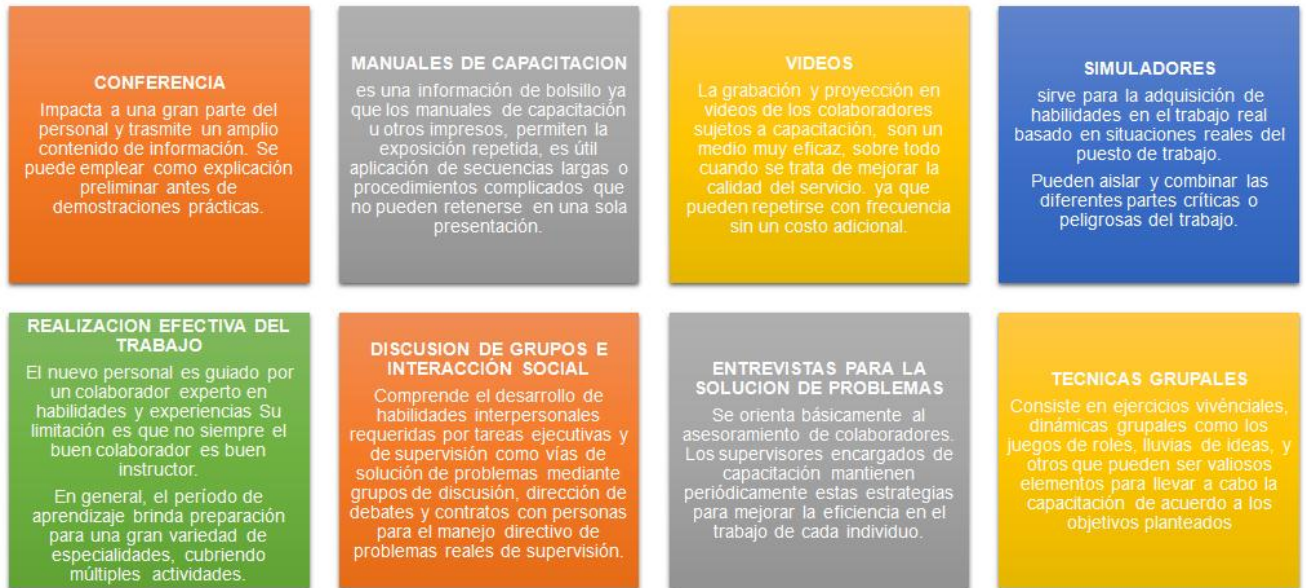 CONFERENCIA
Impacta a una gran parte del
personal y trasmite un amplio
contenido de información. Se
puede emplear como explicación
preliminar antes de
demostraciones prácticas.
MANUALES DE CAPACITACION
es una información de bolsillo ya
que los manuales de capacitación
u otros impresos, permiten la
exposición repetida, es útil
aplicación de secuencias largas o
procedimientos complicados que
no pueden retenerse en una sola
presentación.
VIDEOS
La grabación y proyección en
videos de los colaboradores
sujetos a capacitación, son un
medio muy eficaz, sobre todo
cuando se trata de mejorar la
calidad del servicio. ya que
pueden repetirse con frecuencia
sin un costo adicional.
SIMULADORES
sirve para la adquisición de
habilidades en el trabajo real
basado en situaciones reales del
puesto de trabajo.
Pueden aislar y combinar las
diferentes partes críticas o
peligrosas del trabajo.
REALIZACION EFECTIVA DEL
TRABAJO
El nuevo personal es guiado por
un colaborador experto en
habilidades y experiencias Su
limitación es que no siempre el
buen colaborador es buen
instructor.
En general, el período de
aprendizaje brinda preparación
para una gran variedad de
especialidades, cubriendo
múltiples actividades.
DISCUSION DE GRUPOS E
INTERACCIÓN SOCIAL
Comprende el desarrollo de
habilidades interpersonales
requeridas por tareas ejecutivas y
de supervisión como vías de
solución de problemas mediante
grupos de discusión, dirección de
debates y contratos con personas
para el manejo directivo de
problemas reales de supervisión.
ENTREVISTAS PARA LA
SOLUCION DE PROBLEMAS
Se orienta básicamente al
asesoramiento de colaboradores.
Los supervisores encargados de
capacitación mantienen
periódicamente estas estrategias
para mejorar la eficiencia en el
trabajo de cada individuo.
TECNICAS GRUPALES
Consiste en ejercicios vivénciales,
dinámicas grupales como los
juegos de roles, lluvias de ideas, y
otros que pueden ser valiosos
elementos para llevar a cabo la
capacitación de acuerdo a los
objetivos planteados